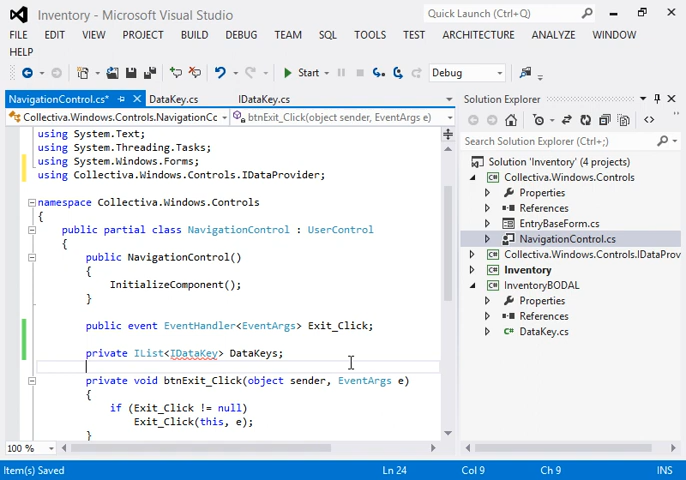 Inventory - Microsoft Visual Studio
Quick Launch (Ctrl+Q)
FILE EDIT VIEW PROJECT BUILD DEBUG TEAM SQL TOOLS TEST ARCHITECTURE ANALYZE WINDOW
HELP
Start Debug
NavigationControl.cs* DataKey.cs IDataKey.cs
Collectiva.Windows.Controls.NavigationCc btnExit_Click(object sender, EventArgs e)
using System.Text;
using System.Threading.Tasks;
using System.Windows.Forms;
using Collectiva.Windows.Controls.IDataProvider;
namespace Collectiva.Windows.Controls
{
public partial class NavigationControl : UserControl
{
public NavigationControl()
{
InitializeComponent();
}
public event EventHandler<EventArgs> Exit_Click;
private IList<IDataKey> DataKeys;
private void btnExit_Click(object sender, EventArgs e)
{
if (Exit_Click != null)
Exit_Click(this, e);
}
100 %
Solution Explorer
Search Solution Explorer (Ctrl+;)
Solution 'Inventory' (4 projects)
Collectiva.Windows.Controls
Properties
References
EntryBaseForm.cs
NavigationControl.cs
Collectiva.Windows.Controls.IDataProv
Inventory
InventoryBODAL
Properties
References
DataKey.cs
Item(s) Saved Ln 24 Col 9 Ch 9 INS